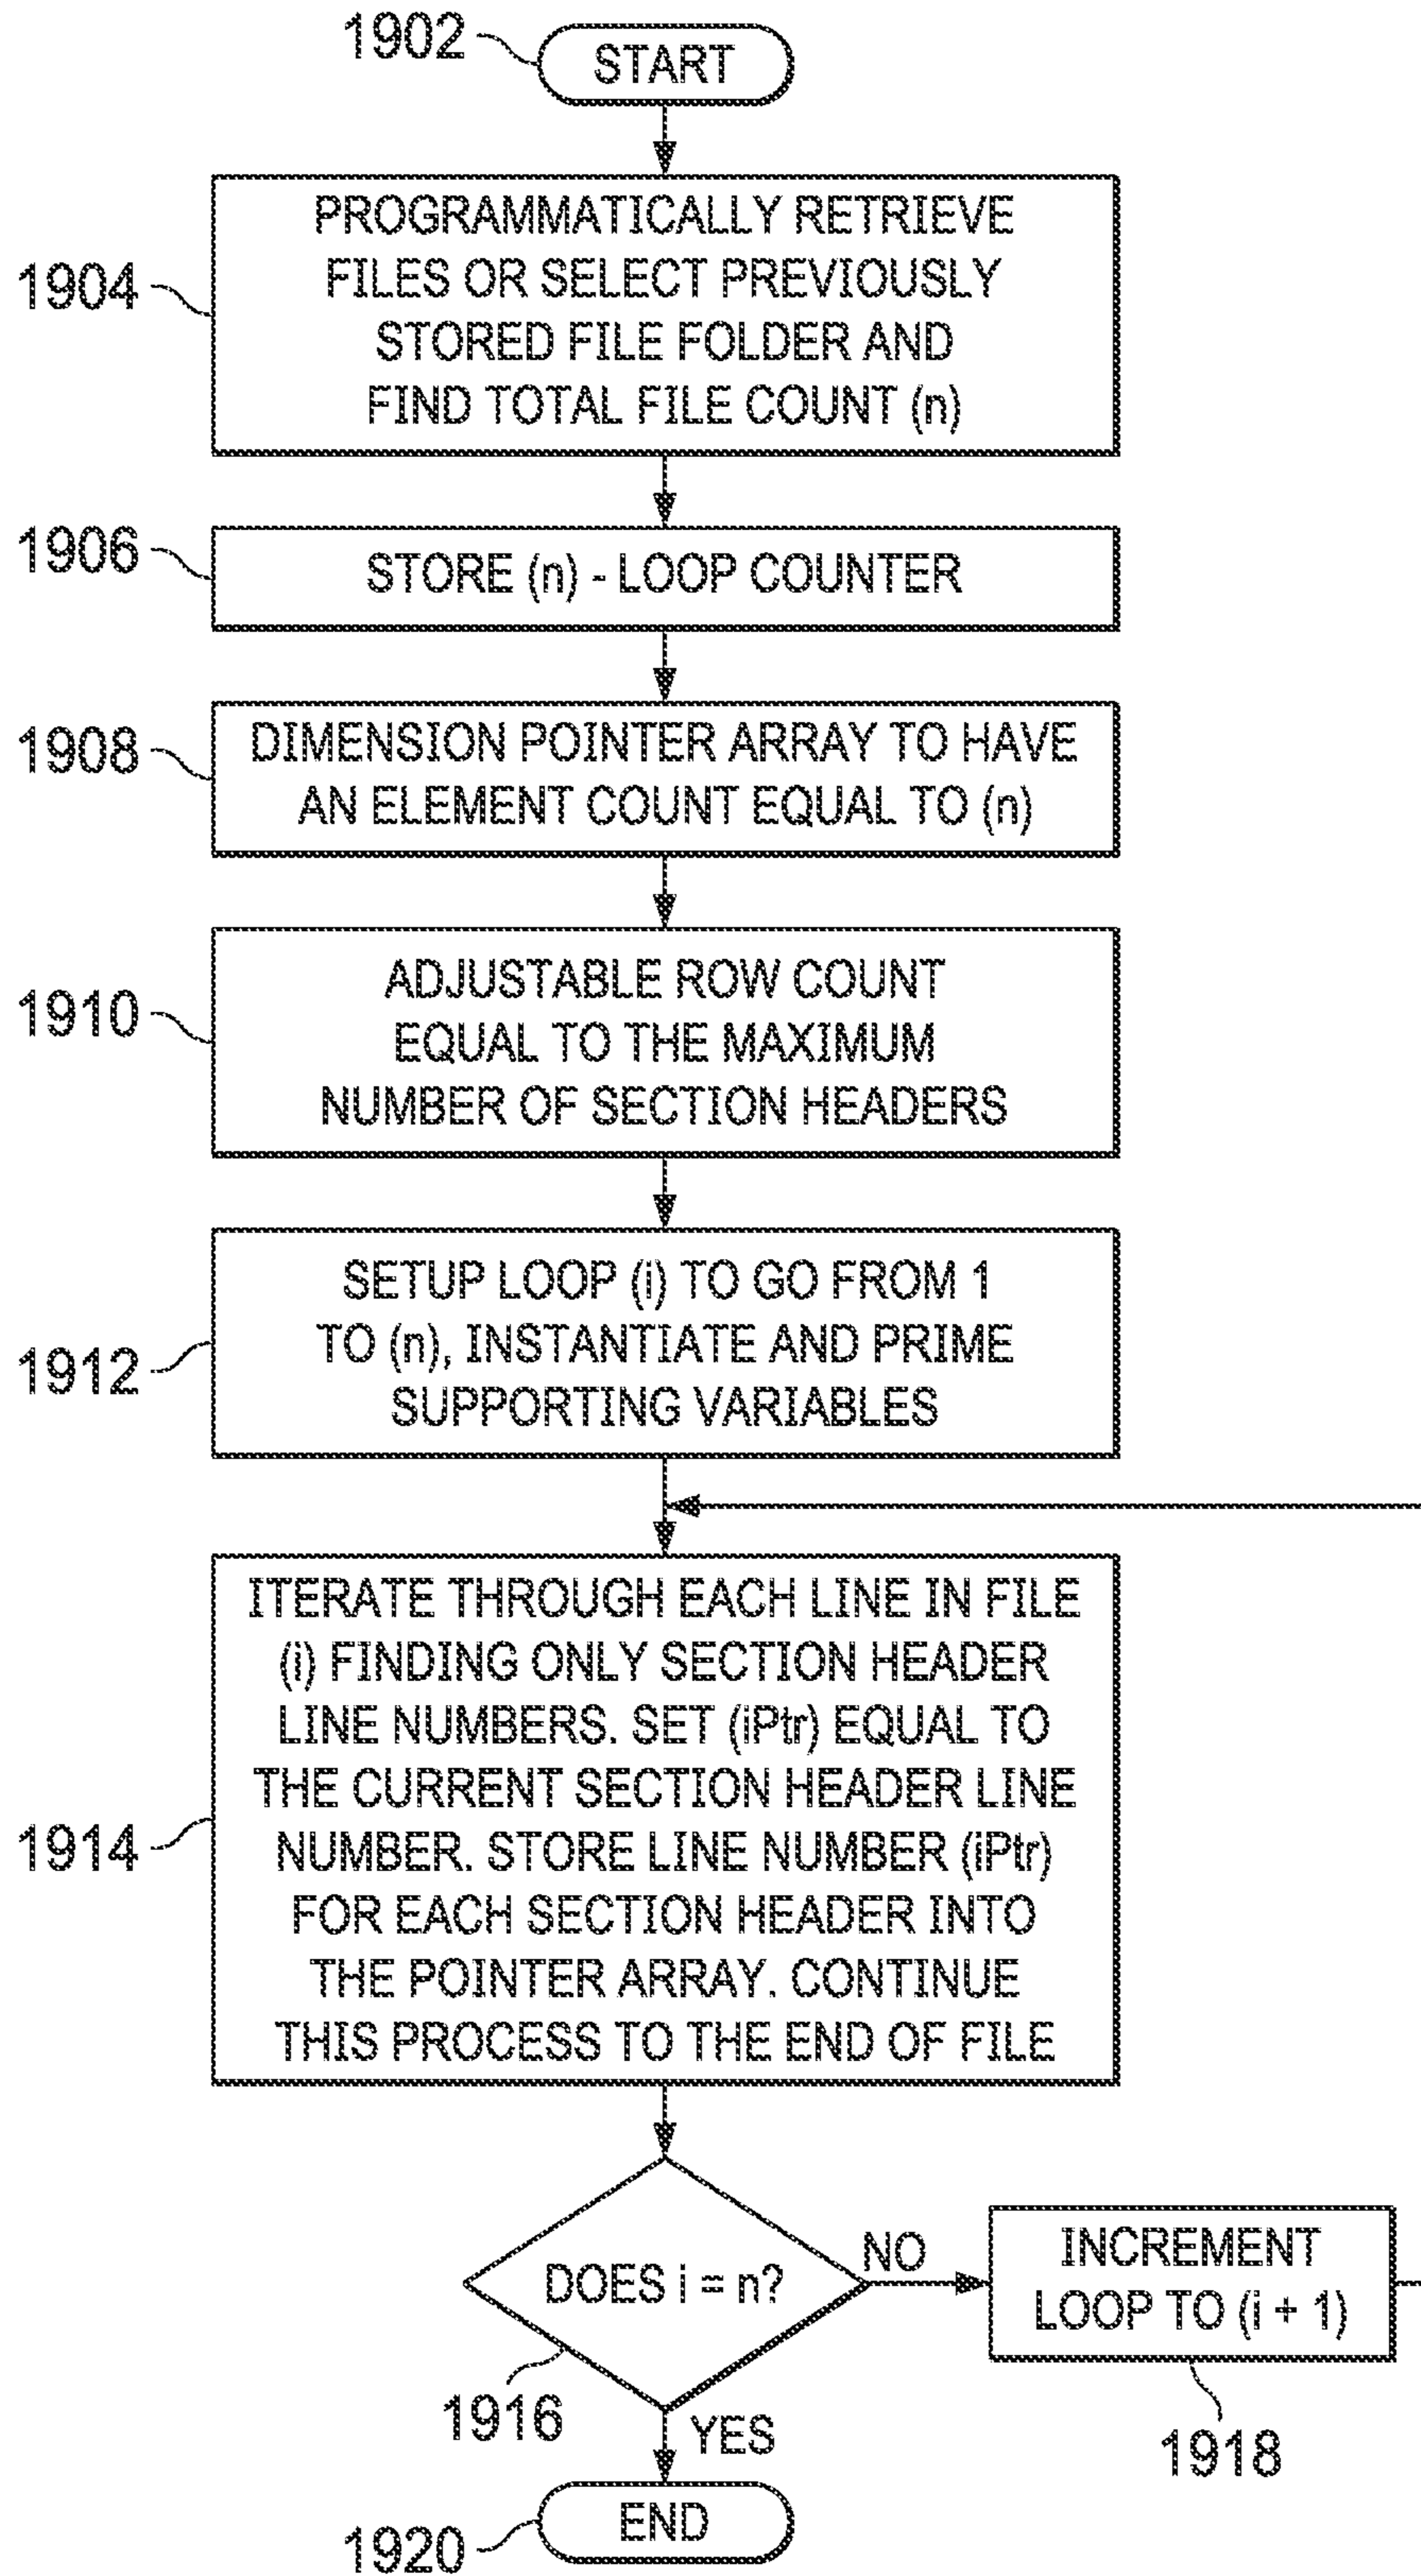 1902
START
1904
PROGRAMMATICALLY RETRIEVE
FILES OR SELECT PREVIOUSLY
STORED FILE FOLDER AND
FIND TOTAL FILE COUNT (n)
1906
STORE (n) - LOOP COUNTER
1908
DIMENSION POINTER ARRAY TO HAVE
AN ELEMENT COUNT EQUAL TO (n)
1910
ADJUSTABLE ROW COUNT
EQUAL TO THE MAXIMUM
NUMBER OF SECTION HEADERS
1912
SETUP LOOP (i) TO GO FROM 1
TO (n), INSTANTIATE AND PRIME
SUPPORTING VARIABLES
1914
ITERATE THROUGH EACH LINE IN FILE
(i) FINDING ONLY SECTION HEADER
LINE NUMBERS. SET (iPtr) EQUAL TO
THE CURRENT SECTION HEADER LINE
NUMBER. STORE LINE NUMBER (iPtr)
FOR EACH SECTION HEADER INTO
THE POINTER ARRAY. CONTINUE
THIS PROCESS TO THE END OF FILE
DOES i = n?
NO
INCREMENT
LOOP TO (i + 1)
1916
YES
1918
END
1920